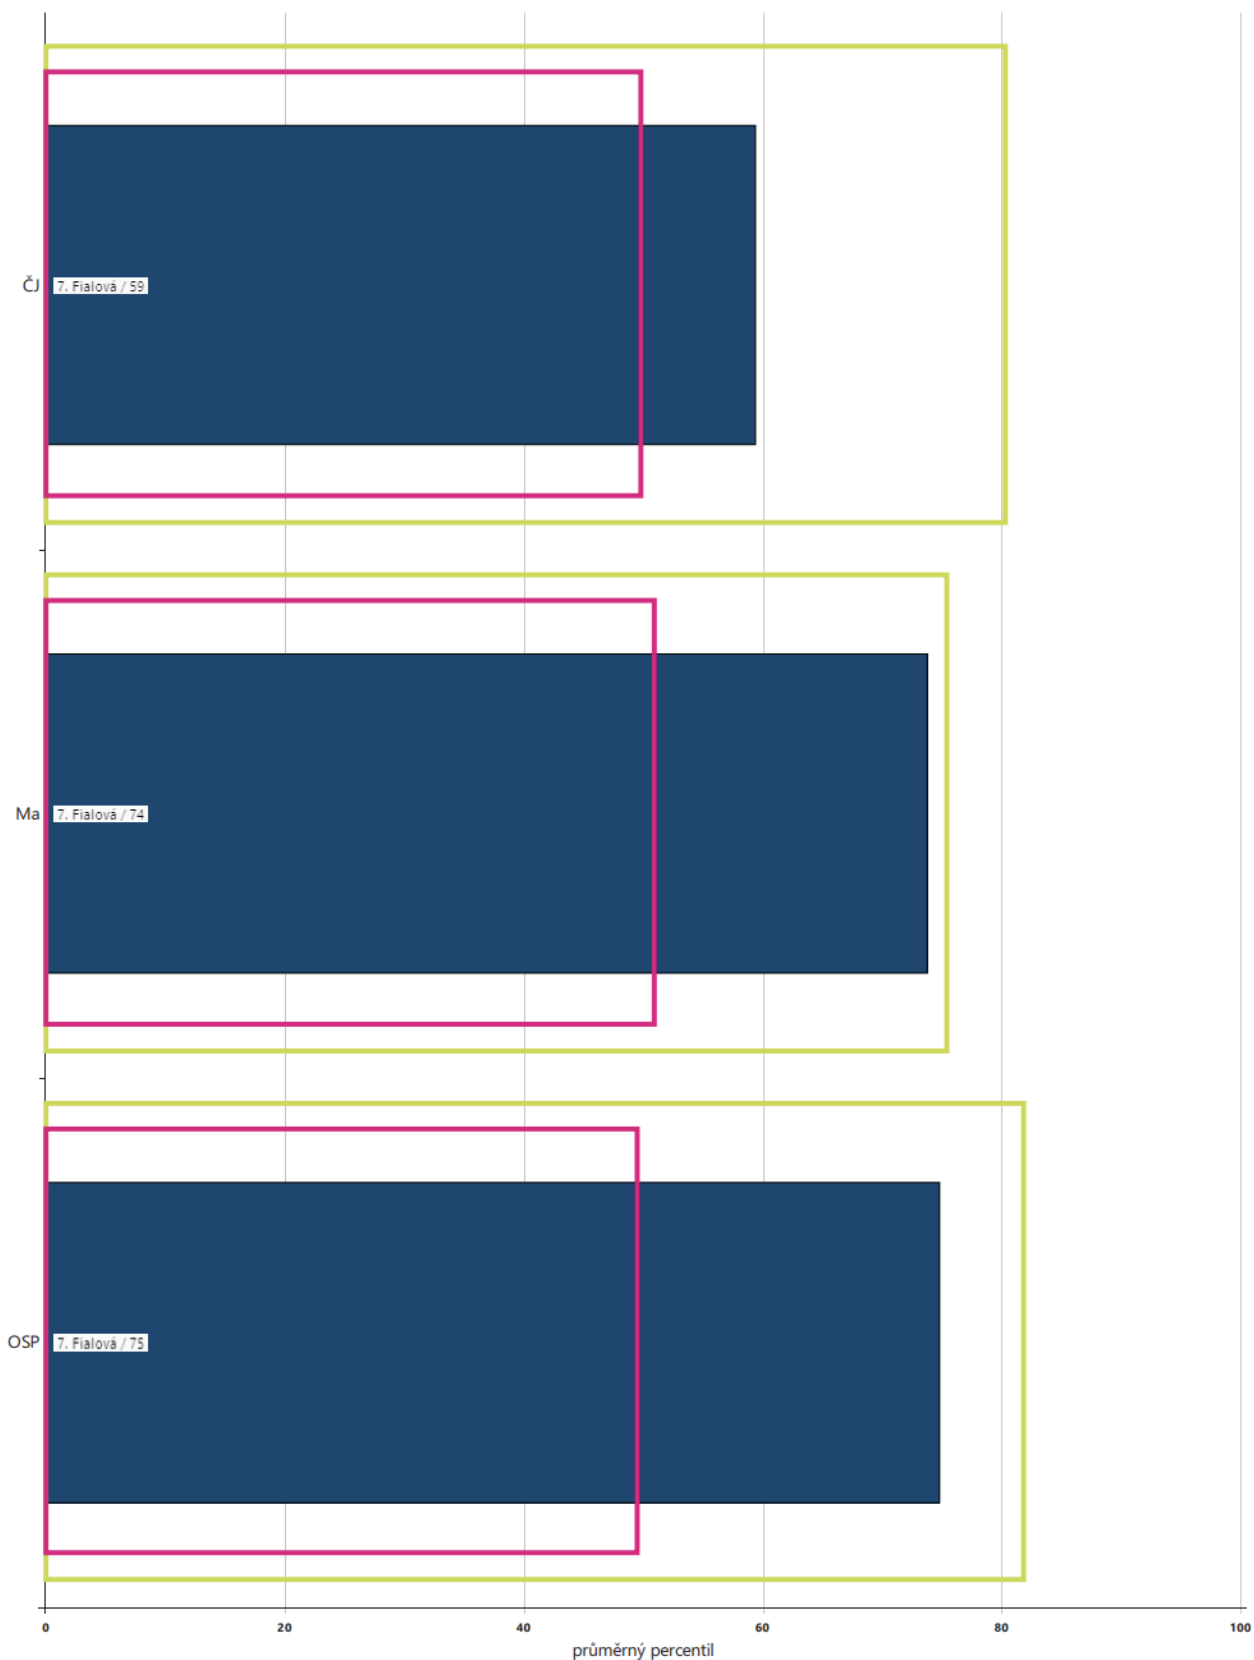 ČJ 7. Fialová / 59
Ma 7. Fialová / 74
OSP 7. Fialová / 75
0 20 40 60 80 100
průměrný percentil